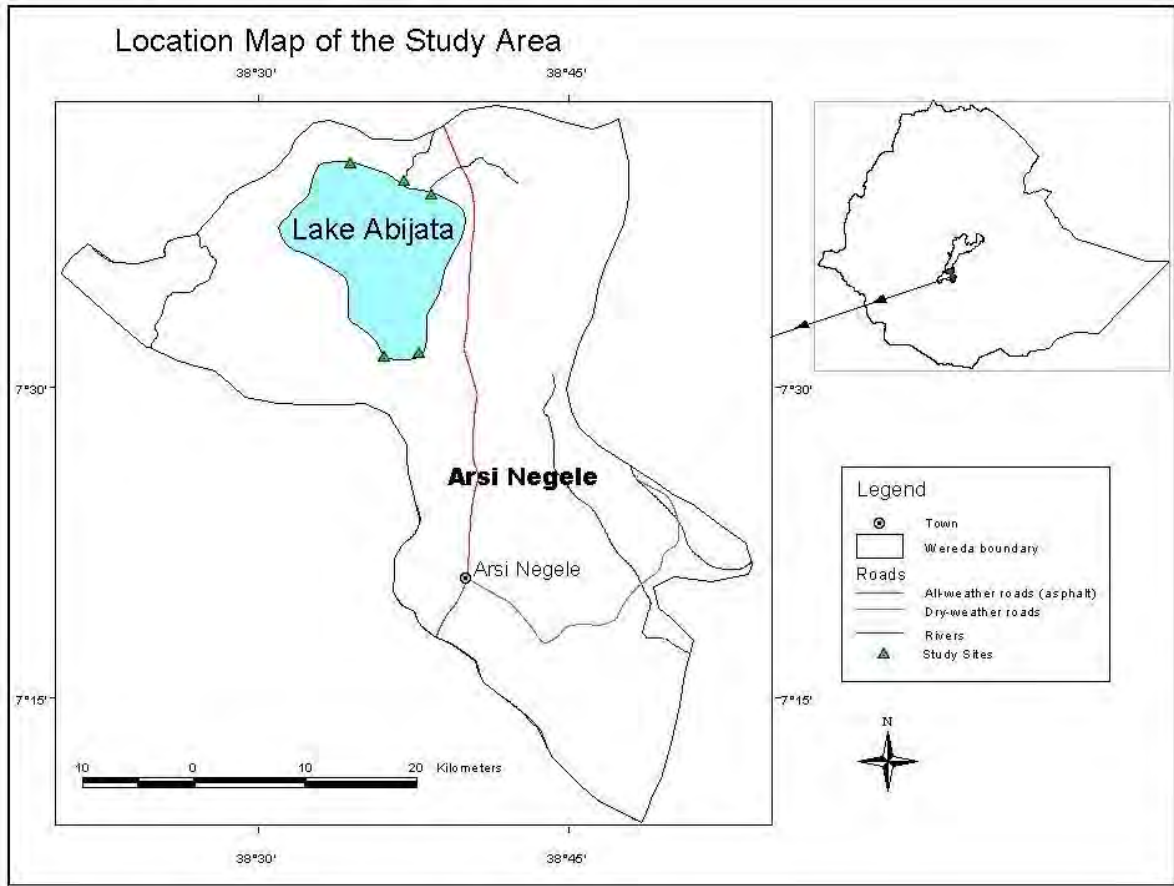 Location Map of the Study Area
38°30' 38°45'
Lake Abijata
7°30' 7°30'
Arsi Negele
Arsi Negele
7°15' 7°15'
10 0 10 20 Kilometers
38°30' 38°45'
Legend
Town
Wereda boundary
Roads
All-weather roads (asphalt)
Dry-weather roads
Rivers
Study Sites
N